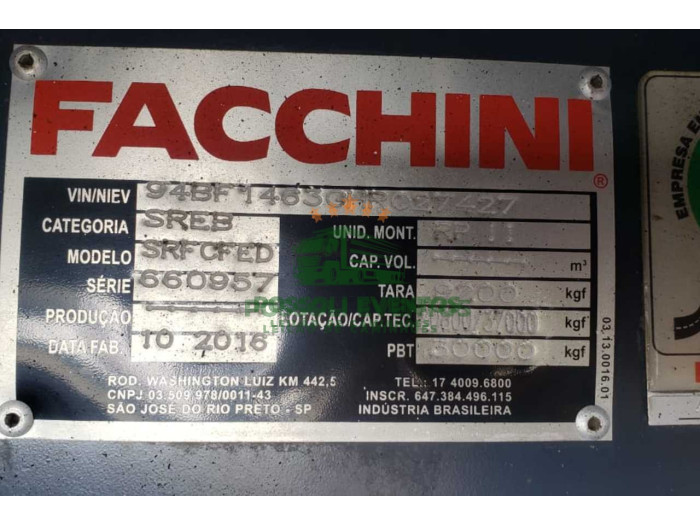 FACCHINI
®
VIN/NIEV
CATEGORIA SREB UNID. MONT. RP 11
MODELO SRFCFED CAP. VOL. m³
SÉRIE 660957 TARA kgf
PRODUÇÃO LOTAÇÃO/CAP.TEC. kgf
DATA FAB. 10 2016 PBT kgf
ROD. WASHINGTON LUIZ KM 442,5 TEL.: 17 4009.6800
CNPJ 03.509.978/0011-43 INSCR. 647.384.496.115
SÃO JOSÉ DO RIO PRETO - SP INDÚSTRIA BRASILEIRA
03.13.0016.01
EMPRESA